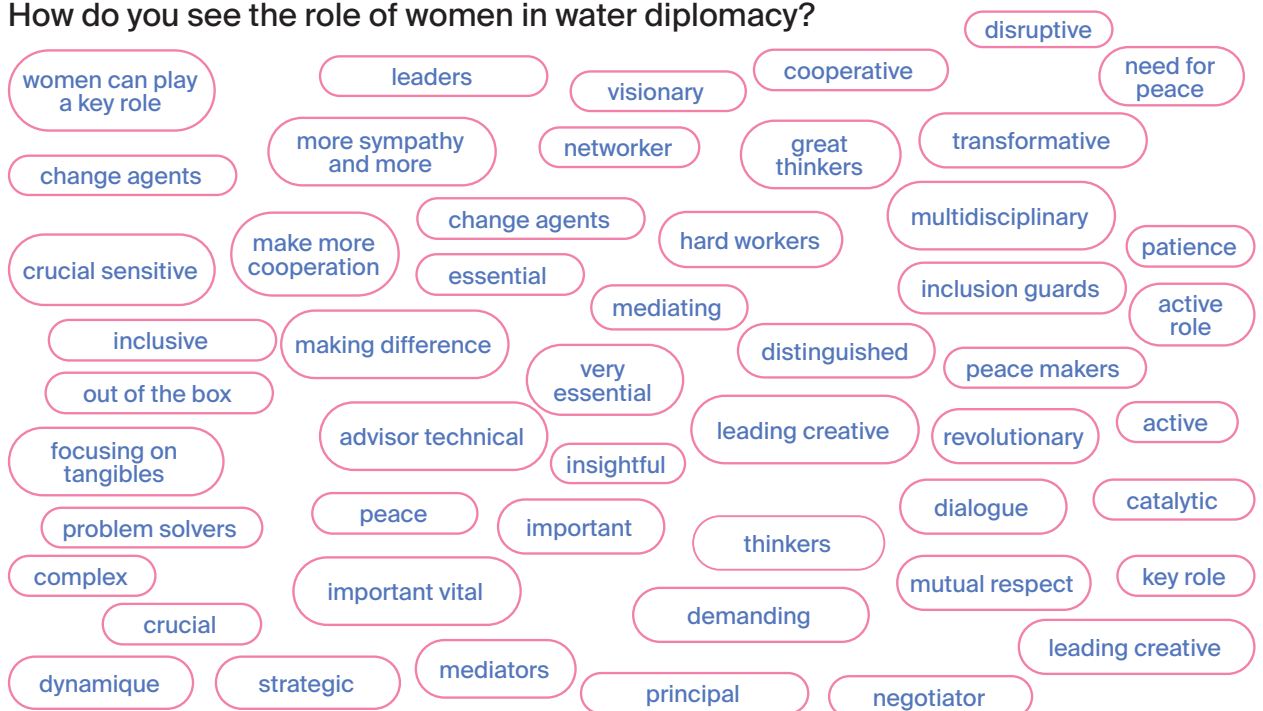 How do you see the role of women in water diplomacy?
disruptive
women can play
a key role
leaders
visionary
cooperative
need for
peace
change agents
more sympathy
and more
networker
great
thinkers
transformative
crucial sensitive
make more
cooperation
change agents
essential
hard workers
multidisciplinary
patience
inclusion guards
mediating
active
role
inclusive
making difference
very
essential
distinguished
peace makers
out of the box
advisor technical
leading creative
revolutionary
active
focusing on
tangibles
insightful
problem solvers
peace
important
thinkers
dialogue
catalytic
complex
important vital
mutual respect
key role
crucial
demanding
leading creative
dynamique
strategic
mediators
principal
negotiator